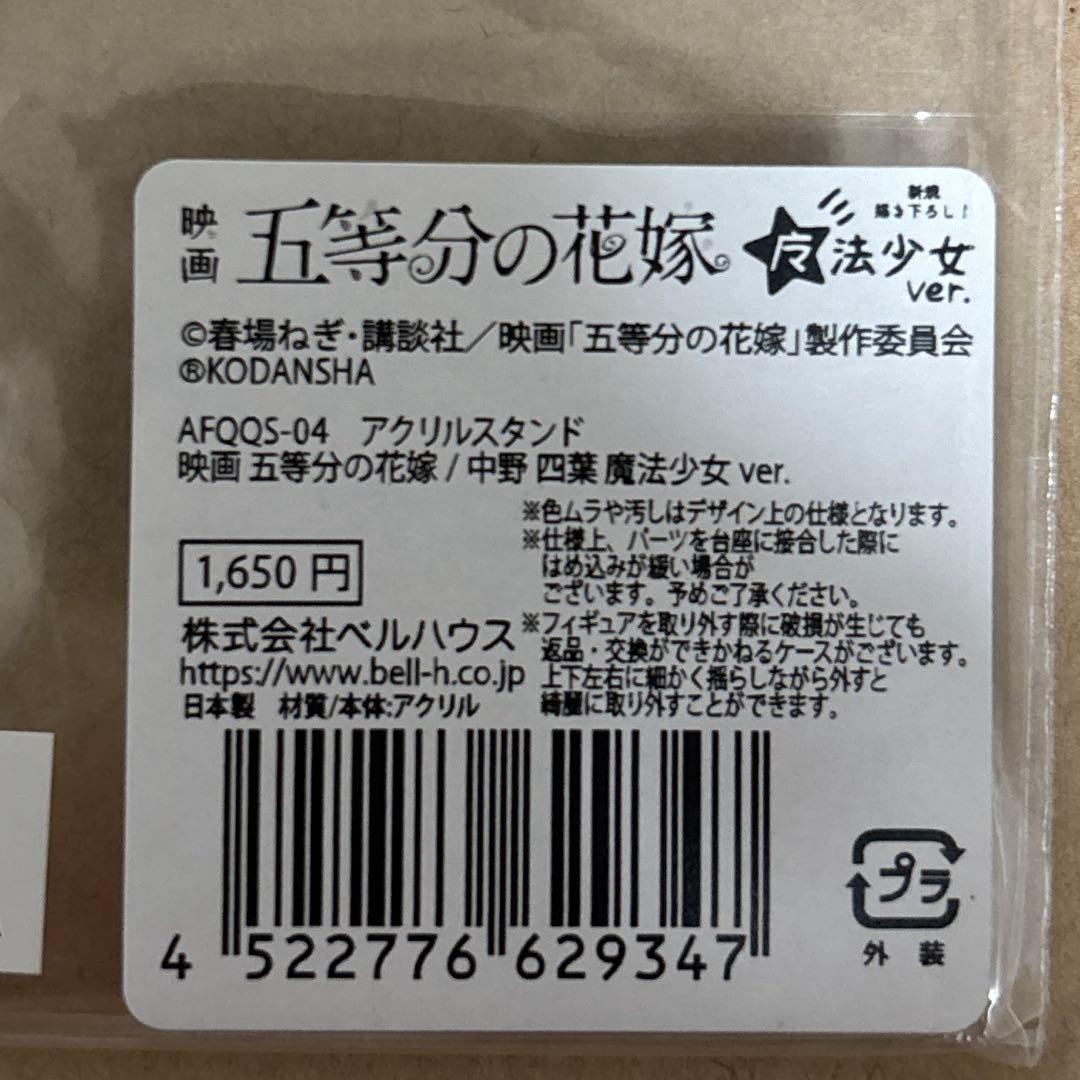 映画 五等分の花嫁 新規
描き下ろし!
魔法少女
ver.
©春場ねぎ・講談社／映画「五等分の花嫁」製作委員会
®KODANSHA
AFQQS-04 アクリルスタンド
映画 五等分の花嫁 / 中野 四葉 魔法少女 ver.
※色ムラや汚しはデザイン上の仕様となります。
※仕様上、パーツを台座に接合した際に
はめ込みが緩い場合が
ございます。予めご了承ください。
※フィギュアを取り外す際に破損が生じても
返品・交換ができかねるケースがございます。
上下左右に細かく揺らしながら外すと
綺麗に取り外すことができます。
1,650 円
株式会社ベルハウス
https://www.bell-h.co.jp
日本製 材質/本体:アクリル
4 522776 629347
プラ
外装